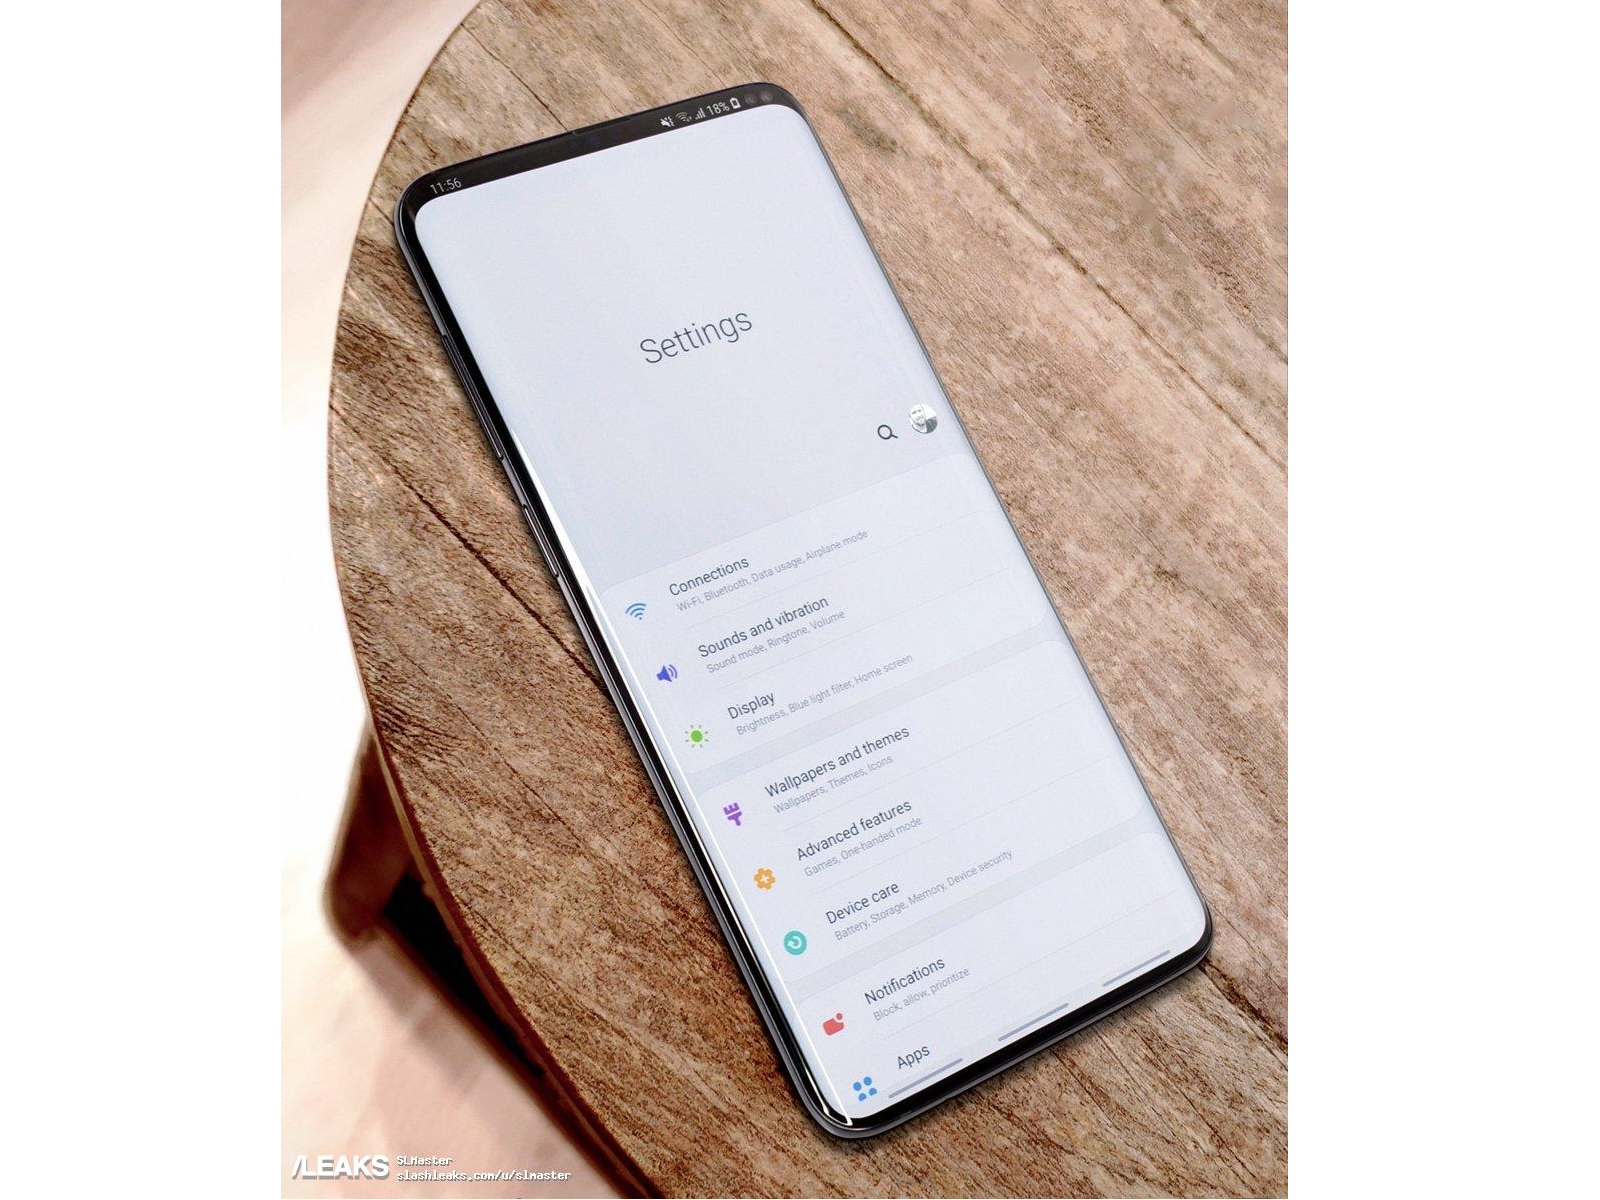 11:56
18%
Settings
Connections
Wi-Fi, Bluetooth, Data usage, Airplane mode
Sounds and vibration
Sound mode, Ringtone, Volume
Display
Brightness, Blue light filter, Home screen
Wallpapers and themes
Wallpapers, Themes, Icons
Advanced features
Games, One-handed mode
Device care
Battery, Storage, Memory, Device security
Notifications
Block, allow, prioritize
Apps
/LEAKS
SLMaster
slashleaks.com/u/slmaster